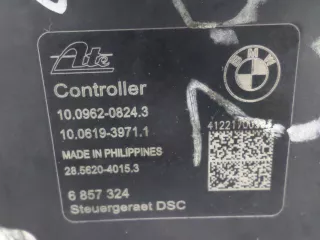 Ate
BMW
Controller
10.0962-0824.3
10.0619-3971.1
MADE IN PHILIPPINES
28.5620-4015.3
6 857 324
Steuergeraet DSC